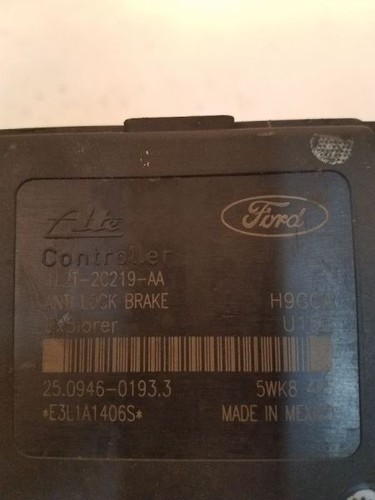 Ate Ford
Controller
2C219-AA
ANTI LOCK BRAKE
25.0946-0193.3 5WK8
*E3L1A1406S* MADE IN MEXICO